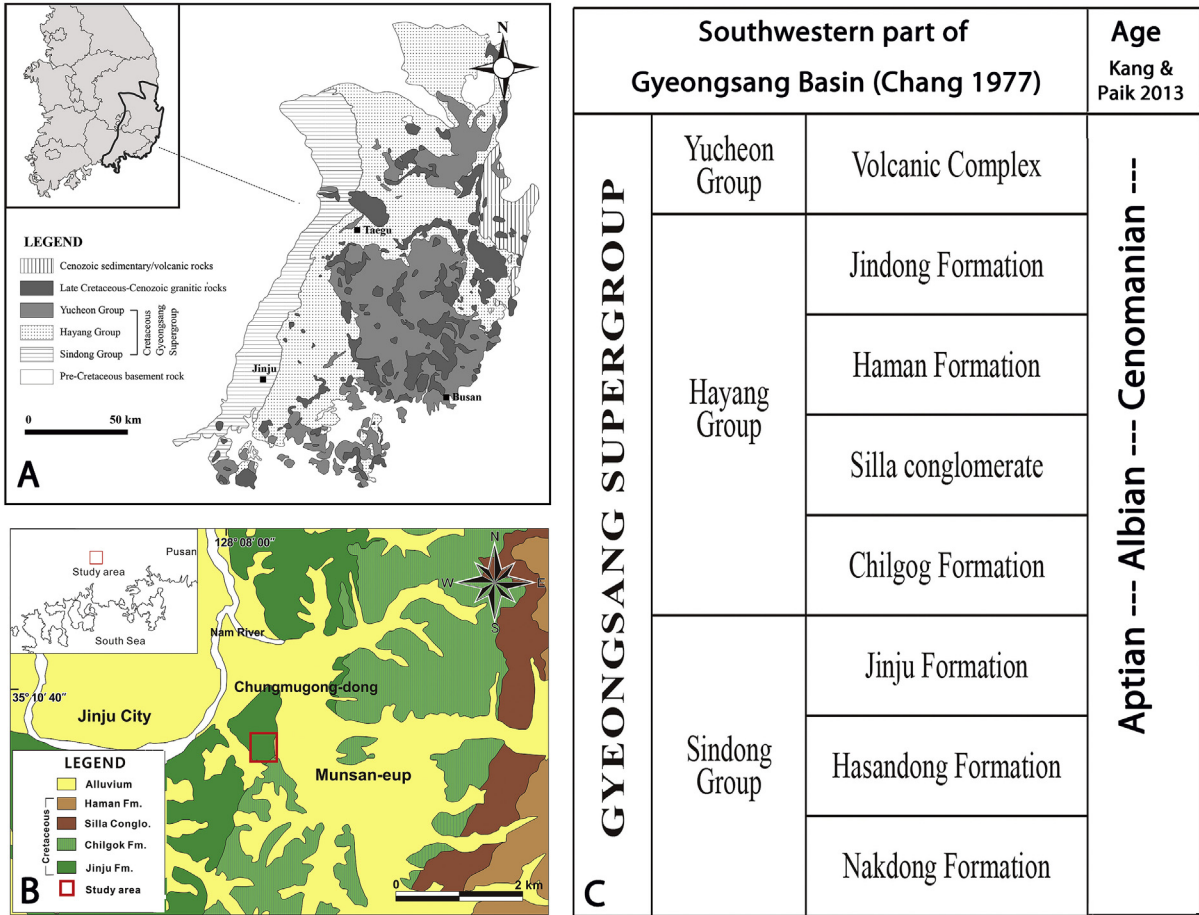 N
Taegu
LEGEND
Cenozoic sedimentary/volcanic rocks
Late Cretaceous-Cenozoic granitic rocks
Yucheon Group
Hayang Group
Sindong Group
Cretaceous
Gyeongsang
Supergroup
Pre-Cretaceous basement rock
Jinju
Busan
0 50 km
A
128° 08′ 00″
Pusan
Study area
South Sea
N
W E
S
Nam River
35° 10′ 40″
Chungmugong-dong
Jinju City
Munsan-eup
LEGEND
Alluvium
Haman Fm.
Silla Conglo.
Chilgok Fm.
Jinju Fm.
Cretaceous
Study area
0 2 km
B
Southwestern part of
Gyeongsang Basin (Chang 1977)
Age
Kang &
Paik 2013
GYEONGSANG SUPERGROUP
Yucheon
Group
Volcanic Complex
Hayang
Group
Jindong Formation
Haman Formation
Silla conglomerate
Chilgog Formation
Sindong
Group
Jinju Formation
Hasandong Formation
Nakdong Formation
Aptian --- Albian --- Cenomanian ---
C